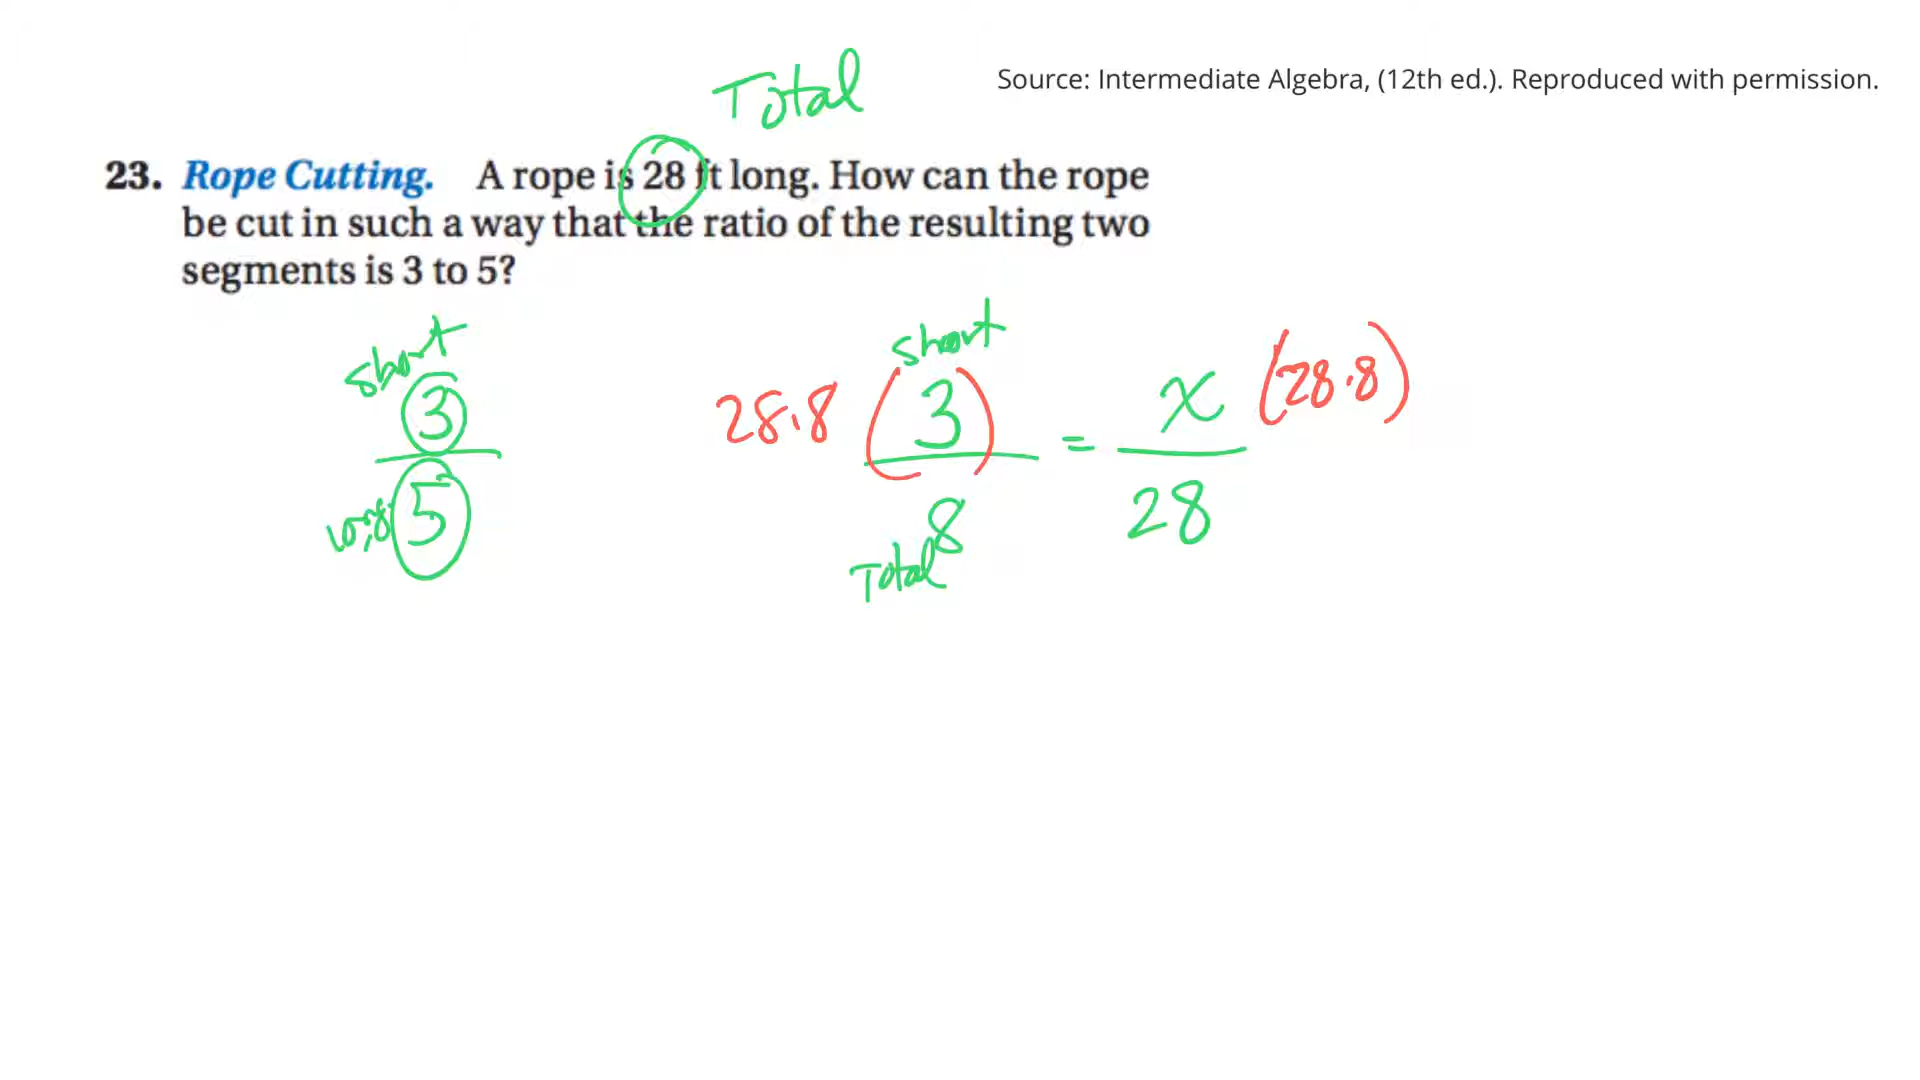 Total
Source: Intermediate Algebra, (12th ed.). Reproduced with permission.
23. Rope Cutting. A rope is 28 ft long. How can the rope
be cut in such a way that the ratio of the resulting two
segments is 3 to 5?
short
3
5
short
28.8 (3) = x (28.8)
8 28
Total